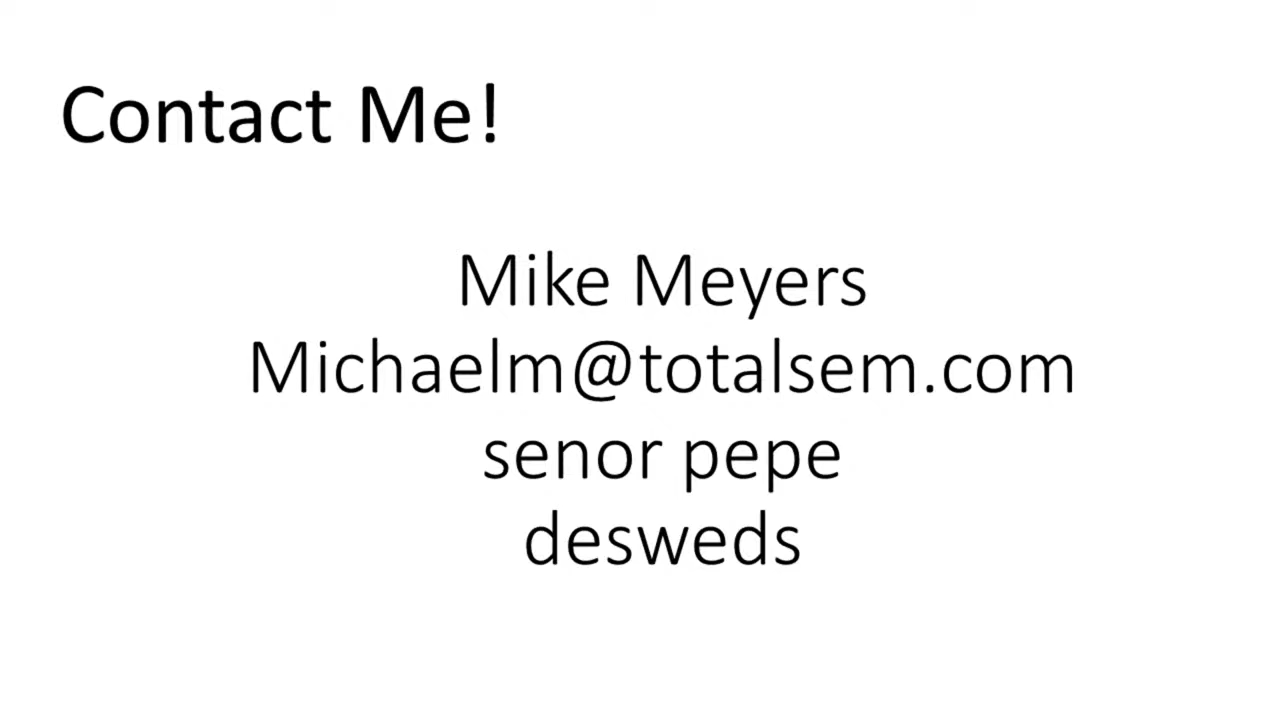 Contact Me!
Mike Meyers
Michaelm@totalsem.com
senor pepe
desweds